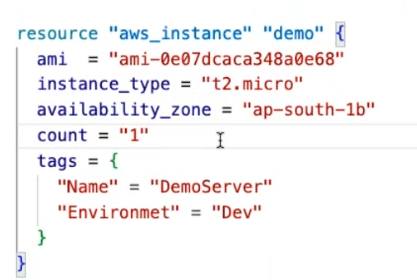 resource "aws_instance" "demo" {
ami = "ami-0e07dcaca348a0e68"
instance_type = "t2.micro"
availability_zone = "ap-south-1b"
count = "1"
tags = {
"Name" = "DemoServer"
"Environmet" = "Dev"
}
}